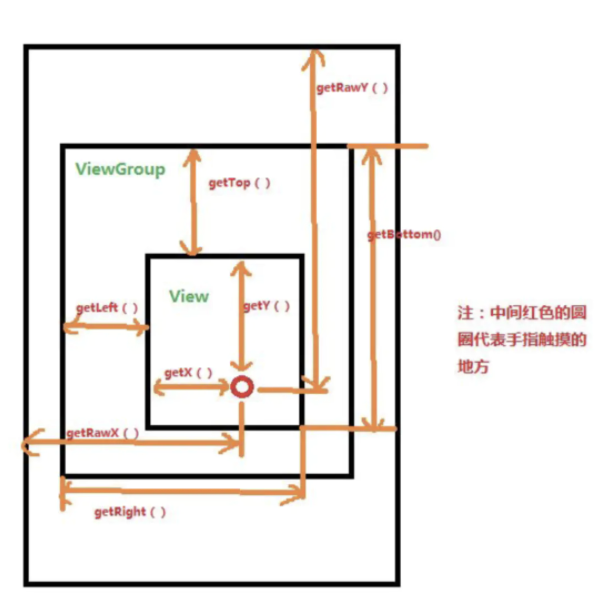 getRawY ( )
ViewGroup
getTop ( )
getBottom()
View
getLeft ( )
getY ( )
注：中间红色的圆
圈代表手指触摸的
地方
getX ( )
getRawX ( )
getRight ( )